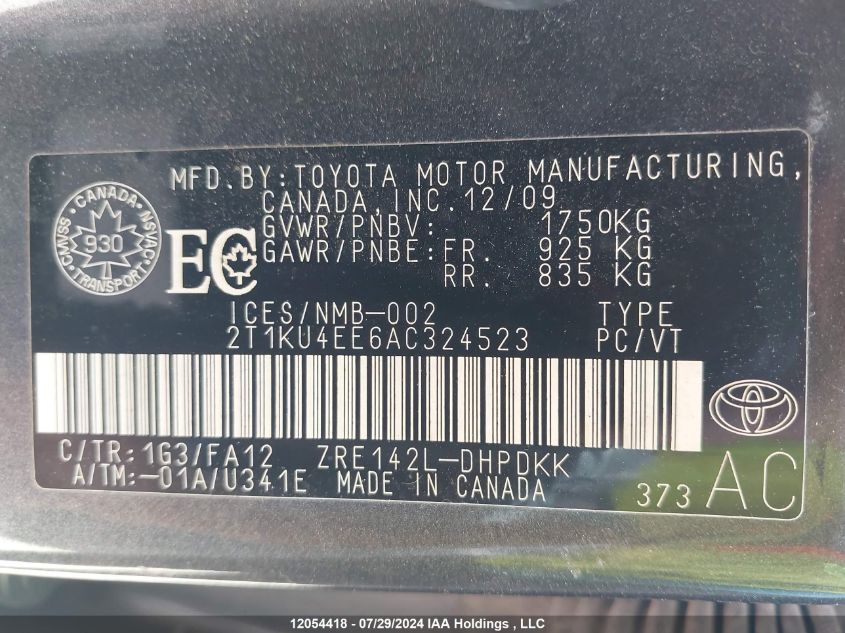 MFD.BY:TOYOTA MOTOR MANUFACTURING,
CANADA,INC.12/09
GVWR/PNBV: 1750KG
GAWR/PNBE:FR. 925 KG
RR. 835 KG
CANADA
CMVSS NSVAC
930
TRANSPORT
EC
ICES/NMB-002 TYPE
2T1KU4EE6AC324523 PC/VT
C/TR:1G3/FA12 ZRE142L-DHPDKK
A/TM:-01A/U341E MADE IN CANADA
373 AC
12054418 - 07/29/2024 IAA Holdings , LLC